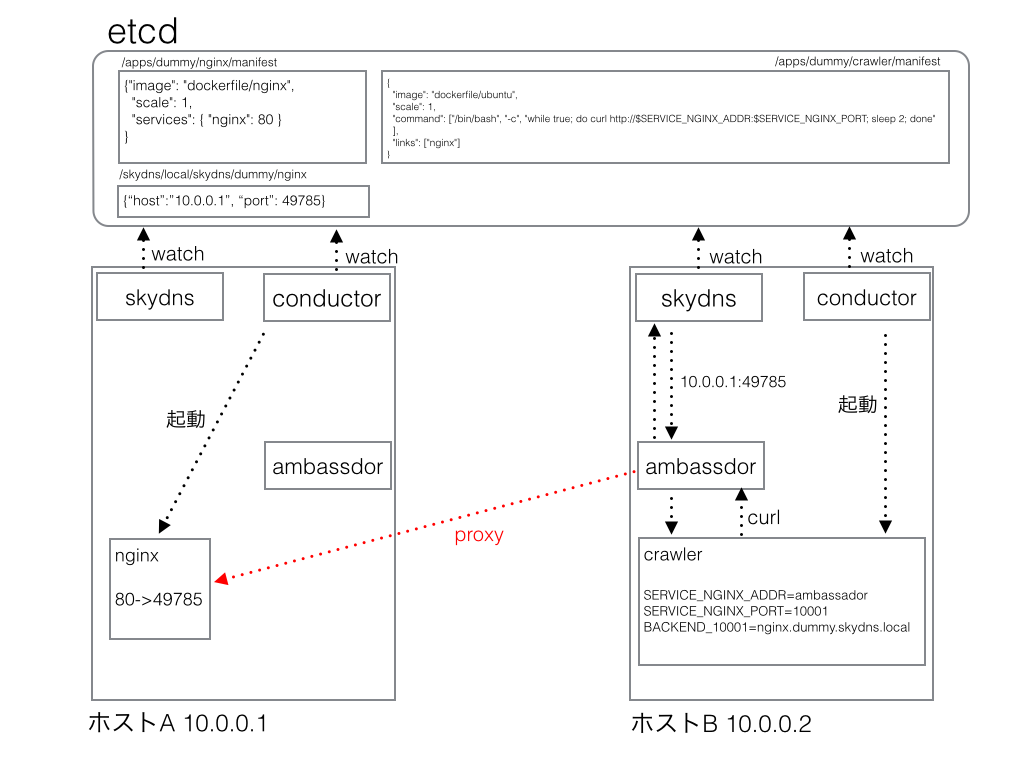 etcd
/apps/dummy/nginx/manifest
/apps/dummy/crawler/manifest
{"image": "dockerfile/nginx",
"scale": 1,
"services": { "nginx": 80 }
}
{
"image": "dockerfile/ubuntu",
"scale": 1,
"command": ["/bin/bash", "-c", "while true; do curl http://$SERVICE_NGINX_ADDR:$SERVICE_NGINX_PORT; sleep 2; done"
],
"links": ["nginx"]
}
/skydns/local/skydns/dummy/nginx
{“host”:”10.0.0.1”, “port”: 49785}
watch
watch
watch
watch
skydns
conductor
skydns
conductor
10.0.0.1:49785
起動
起動
ambassdor
ambassdor
proxy
curl
nginx
80->49785
crawler
SERVICE_NGINX_ADDR=ambassador
SERVICE_NGINX_PORT=10001
BACKEND_10001=nginx.dummy.skydns.local
ホストA 10.0.0.1
ホストB 10.0.0.2